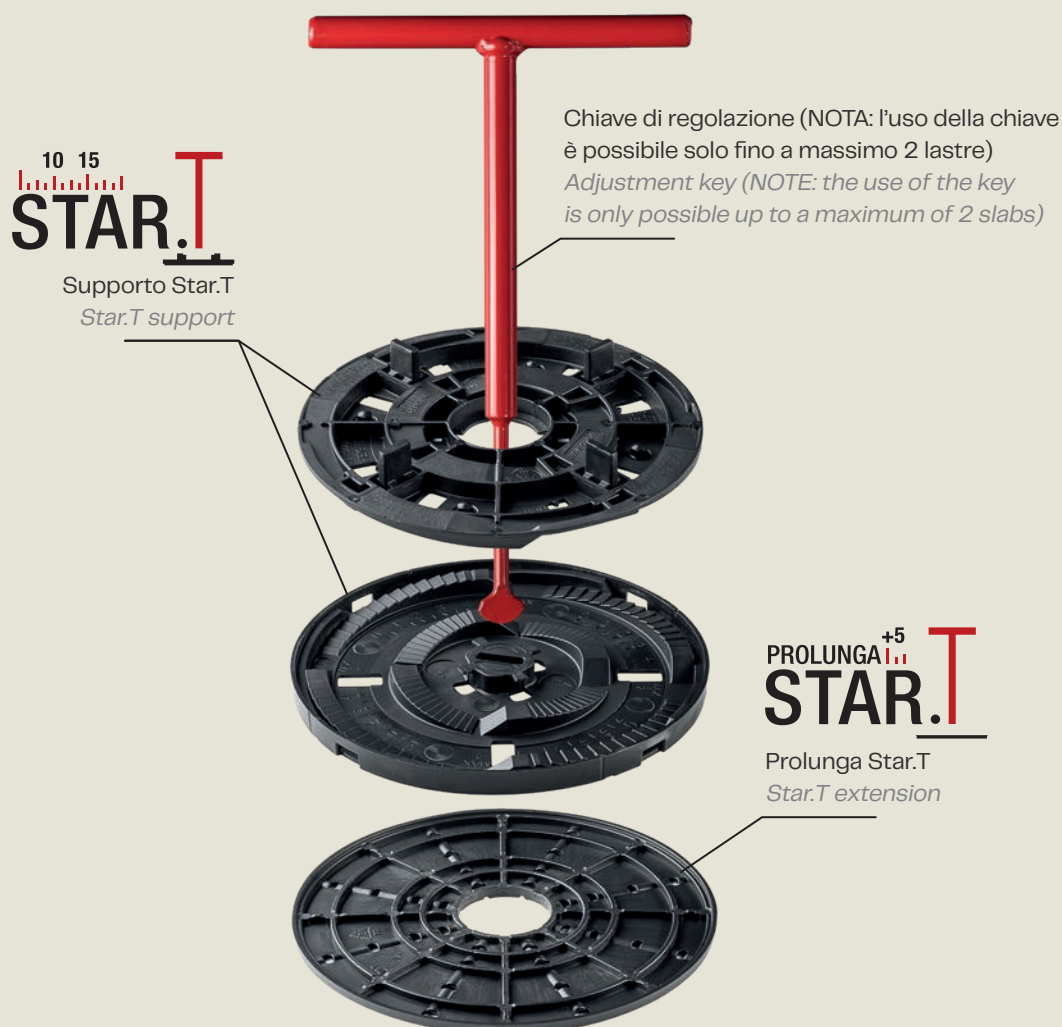 Chiave di regolazione (NOTA: l'uso della chiave
è possibile solo fino a massimo 2 lastre)
Adjustment key (NOTE: the use of the key
is only possible up to a maximum of 2 slabs)
10 15
STAR.T
Supporto Star.T
Star.T support
PROLUNGA +5
STAR.T
Prolunga Star.T
Star.T extension